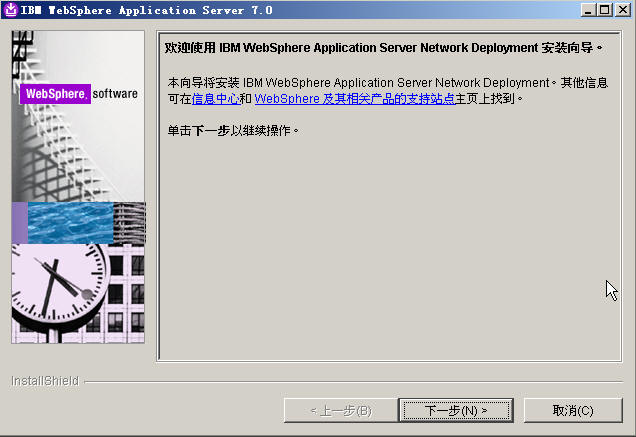 IBM WebSphere Application Server 7.0
WebSphere. software
欢迎使用 IBM WebSphere Application Server Network Deployment 安装向导。
本向导将安装 IBM WebSphere Application Server Network Deployment。其他信息
可在信息中心和 WebSphere 及其相关产品的支持站点主页上找到。
单击下一步以继续操作。
InstallShield
< 上一步(B)
下一步(N) >
取消(C)